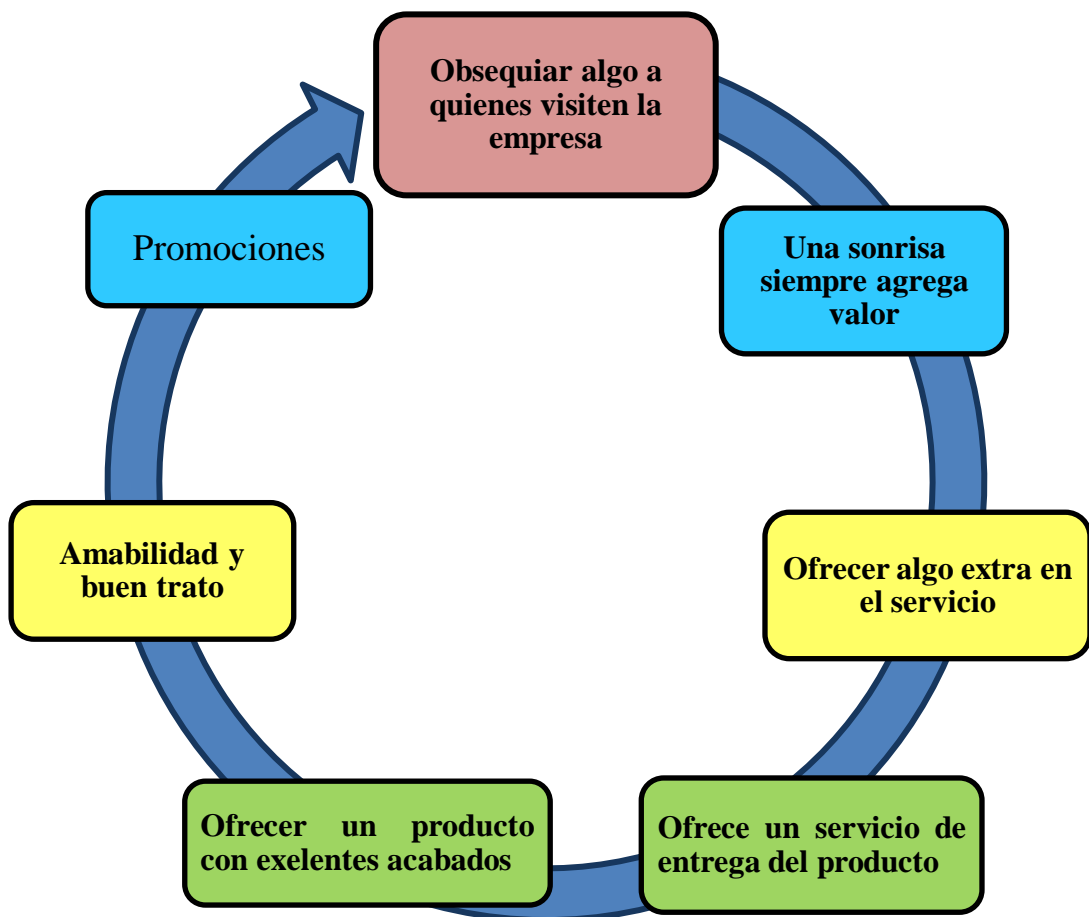 Obsequiar algo a
quienes visiten la
empresa
Una sonrisa
siempre agrega
valor
Ofrecer algo extra en
el servicio
Ofrece un servicio de
entrega del producto
Ofrecer un producto
con exelentes acabados
Amabilidad y
buen trato
Promociones